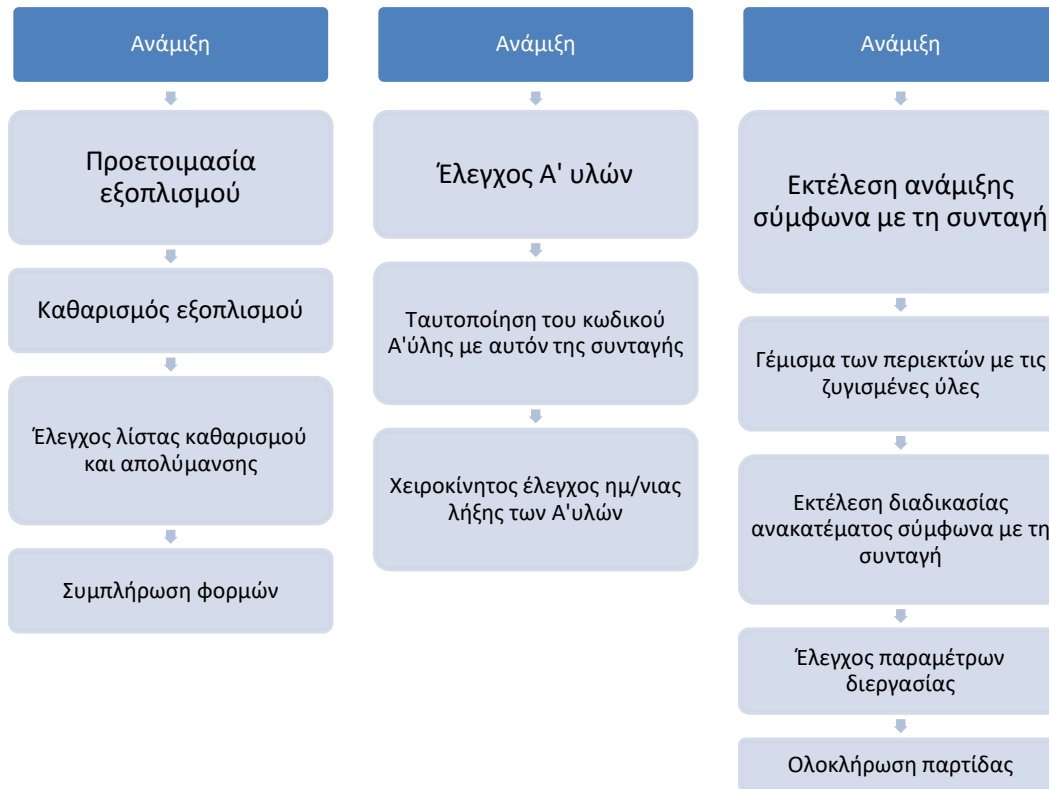 Ανάμιξη
Προετοιμασία
εξοπλισμού
Καθαρισμός εξοπλισμού
Έλεγχος λίστας καθαρισμού
και απολύμανσης
Συμπλήρωση φορμών
Ανάμιξη
Έλεγχος Α' υλών
Ταυτοποίηση του κωδικού
Α'ύλης με αυτόν της συνταγής
Χειροκίνητος έλεγχος ημ/νιας
λήξης των Α'υλών
Ανάμιξη
Εκτέλεση ανάμιξης
σύμφωνα με τη συνταγή
Γέμισμα των περιεκτών με τις
ζυγισμένες ύλες
Εκτέλεση διαδικασίας
ανακατέματος σύμφωνα με τη
συνταγή
Έλεγχος παραμέτρων
διεργασίας
Ολοκλήρωση παρτίδας